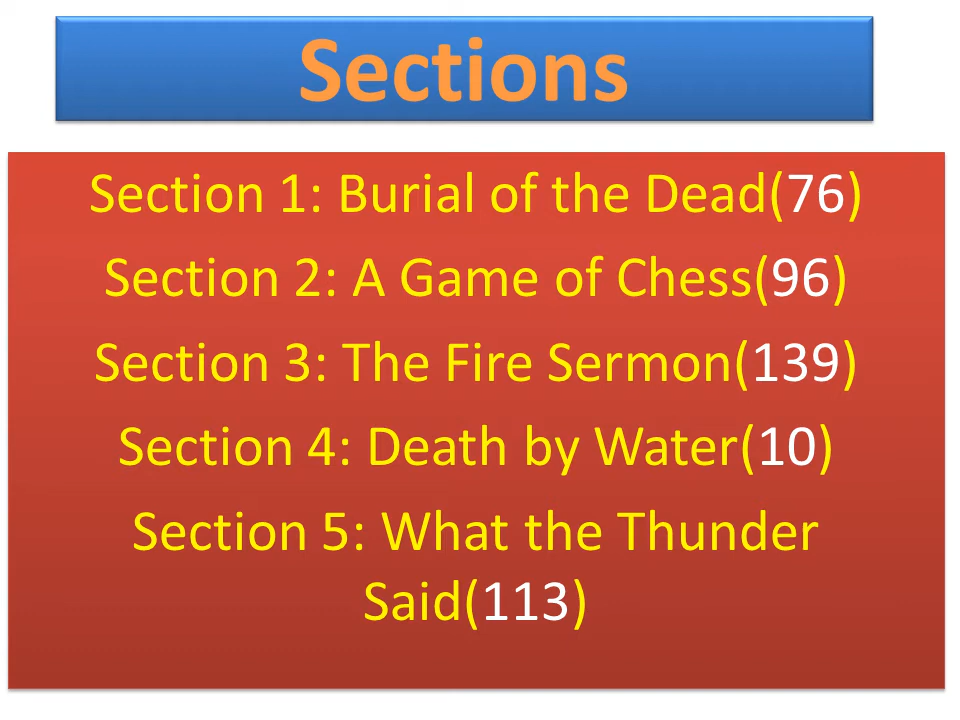 Sections
Section 1: Burial of the Dead(76)
Section 2: A Game of Chess(96)
Section 3: The Fire Sermon(139)
Section 4: Death by Water(10)
Section 5: What the Thunder
Said(113)